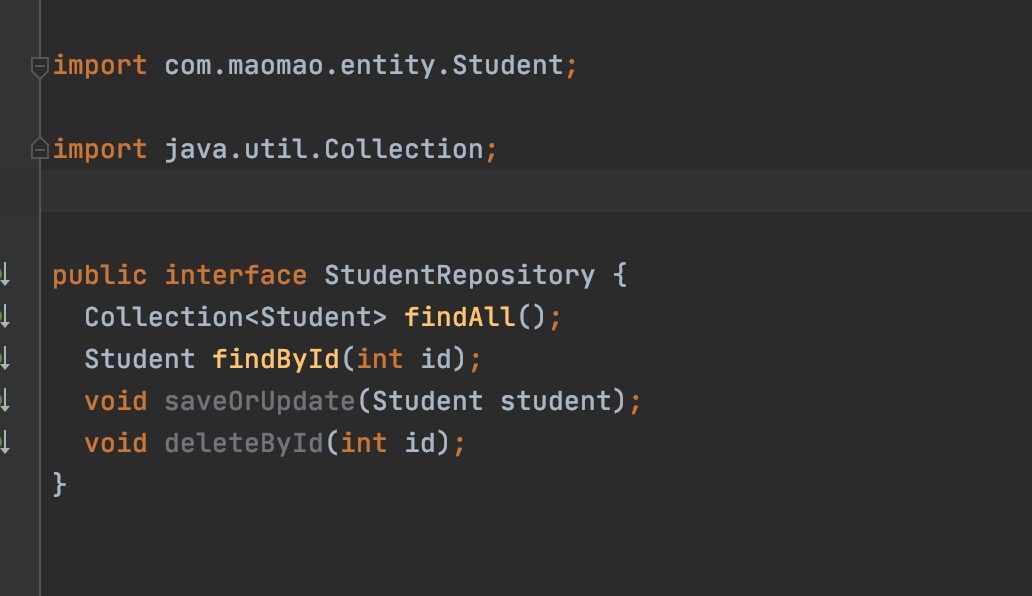 import com.maomao.entity.Student;
import java.util.Collection;
public interface StudentRepository {
Collection<Student> findAll();
Student findById(int id);
void saveOrUpdate(Student student);
void deleteById(int id);
}